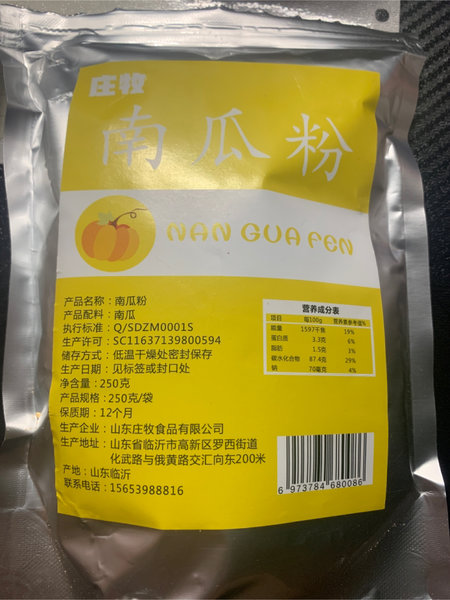 庄牧
南瓜粉
NAN GUA FEN
产品名称：南瓜粉
产品配料：南瓜
执行标准：Q/SDZM0001S
生产许可：SC11637139800594
储存方式：低温干燥处密封保存
生产日期：见标签或封口处
净含量：250克
产品规格：250克/袋
保质期：12个月
生产企业：山东庄牧食品有限公司
生产地址：山东省临沂市高新区罗西街道
化武路与俄黄路交汇向东200米
产地：山东临沂
联系电话：15653988816
营养成分表
项目 每100g 营养素参考值%
能量 1597千焦 19%
蛋白质 3.3克 6%
脂肪 1.5克 3%
碳水化合物 87.4克 29%
钠 70毫克 4%
6 973784 680086